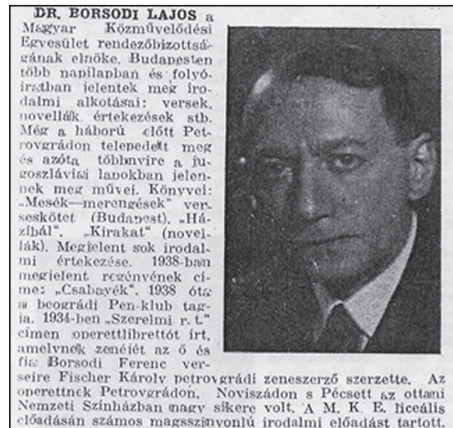 DR. BORSODI LAJOS a
Magyar Közművelődési
Egyesület rendezőbizottsá-
gának elnöke. Budapesten
több napilapban és folyó-
iratban jelentek meg iro-
dalmi alkotásai: versek,
novellák, értekezések stb.
Még a háború előtt Pet-
rovgrádon telepedett meg
és azóta többnyire a ju-
goszláviai lapokban jelen-
nek meg művei. Könyvei:
„Mesék—merengések“ ver-
seskötet (Budapest), „Há-
zibál“, „Kirakat“ (novel-
lák). Megjelent sok irodal-
mi értekezése. 1938-ban
megjelent regényének cí-
me: „Csabayék“. 1938 óta
a beográdi Pen-klub tag-
ja. 1934-ben „Szerelmi r. t.“
címen operettlibrettót írt,
amelynek zenéjét az ő és
fia Borsodi Ferenc ver-
seire Fischer Károly petrovgrádi zeneszerző szerzette. Az
operettnek Petrovgrádon, Noviszádon s Pécsett az ottani
Nemzeti Színházban nagy sikere volt. A M. K. E. líceális
előadásán számos magasszínvonlú irodalmi előadást tartott.